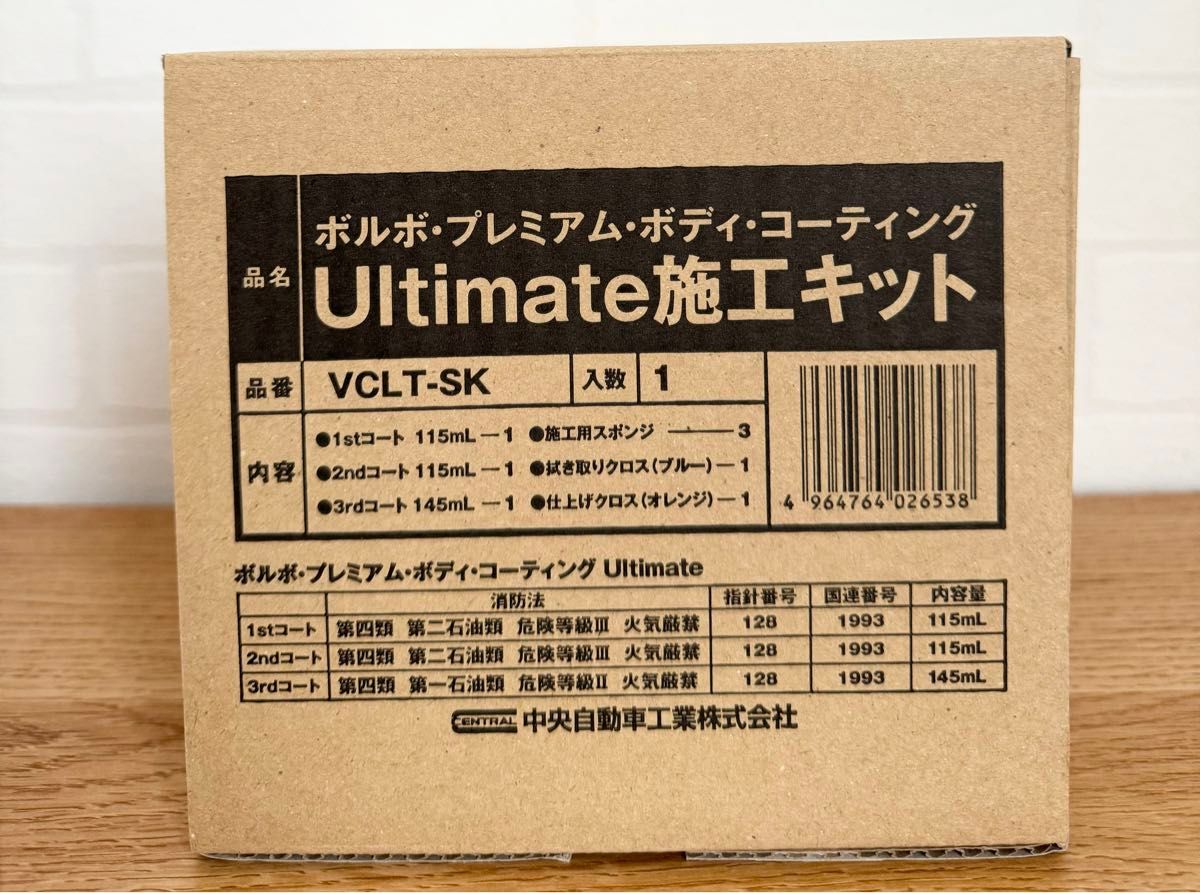 品名
ボルボ・プレミアム・ボディ・コーティング
Ultimate施工キット
品番 VCLT-SK 入数 1
内容
●1stコート 115mL―1 ●施工用スポンジ ――3
●2ndコート 115mL―1 ●拭き取りクロス(ブルー)―1
●3rdコート 145mL―1 ●仕上げクロス(オレンジ)―1
4 964764 026538
ボルボ・プレミアム・ボディ・コーティング Ultimate
消防法 指針番号 国連番号 内容量
1stコート 第四類 第二石油類 危険等級Ⅲ 火気厳禁 128 1993 115mL
2ndコート 第四類 第二石油類 危険等級Ⅲ 火気厳禁 128 1993 115mL
3rdコート 第四類 第一石油類 危険等級Ⅱ 火気厳禁 128 1993 145mL
CENTRAL 中央自動車工業株式会社